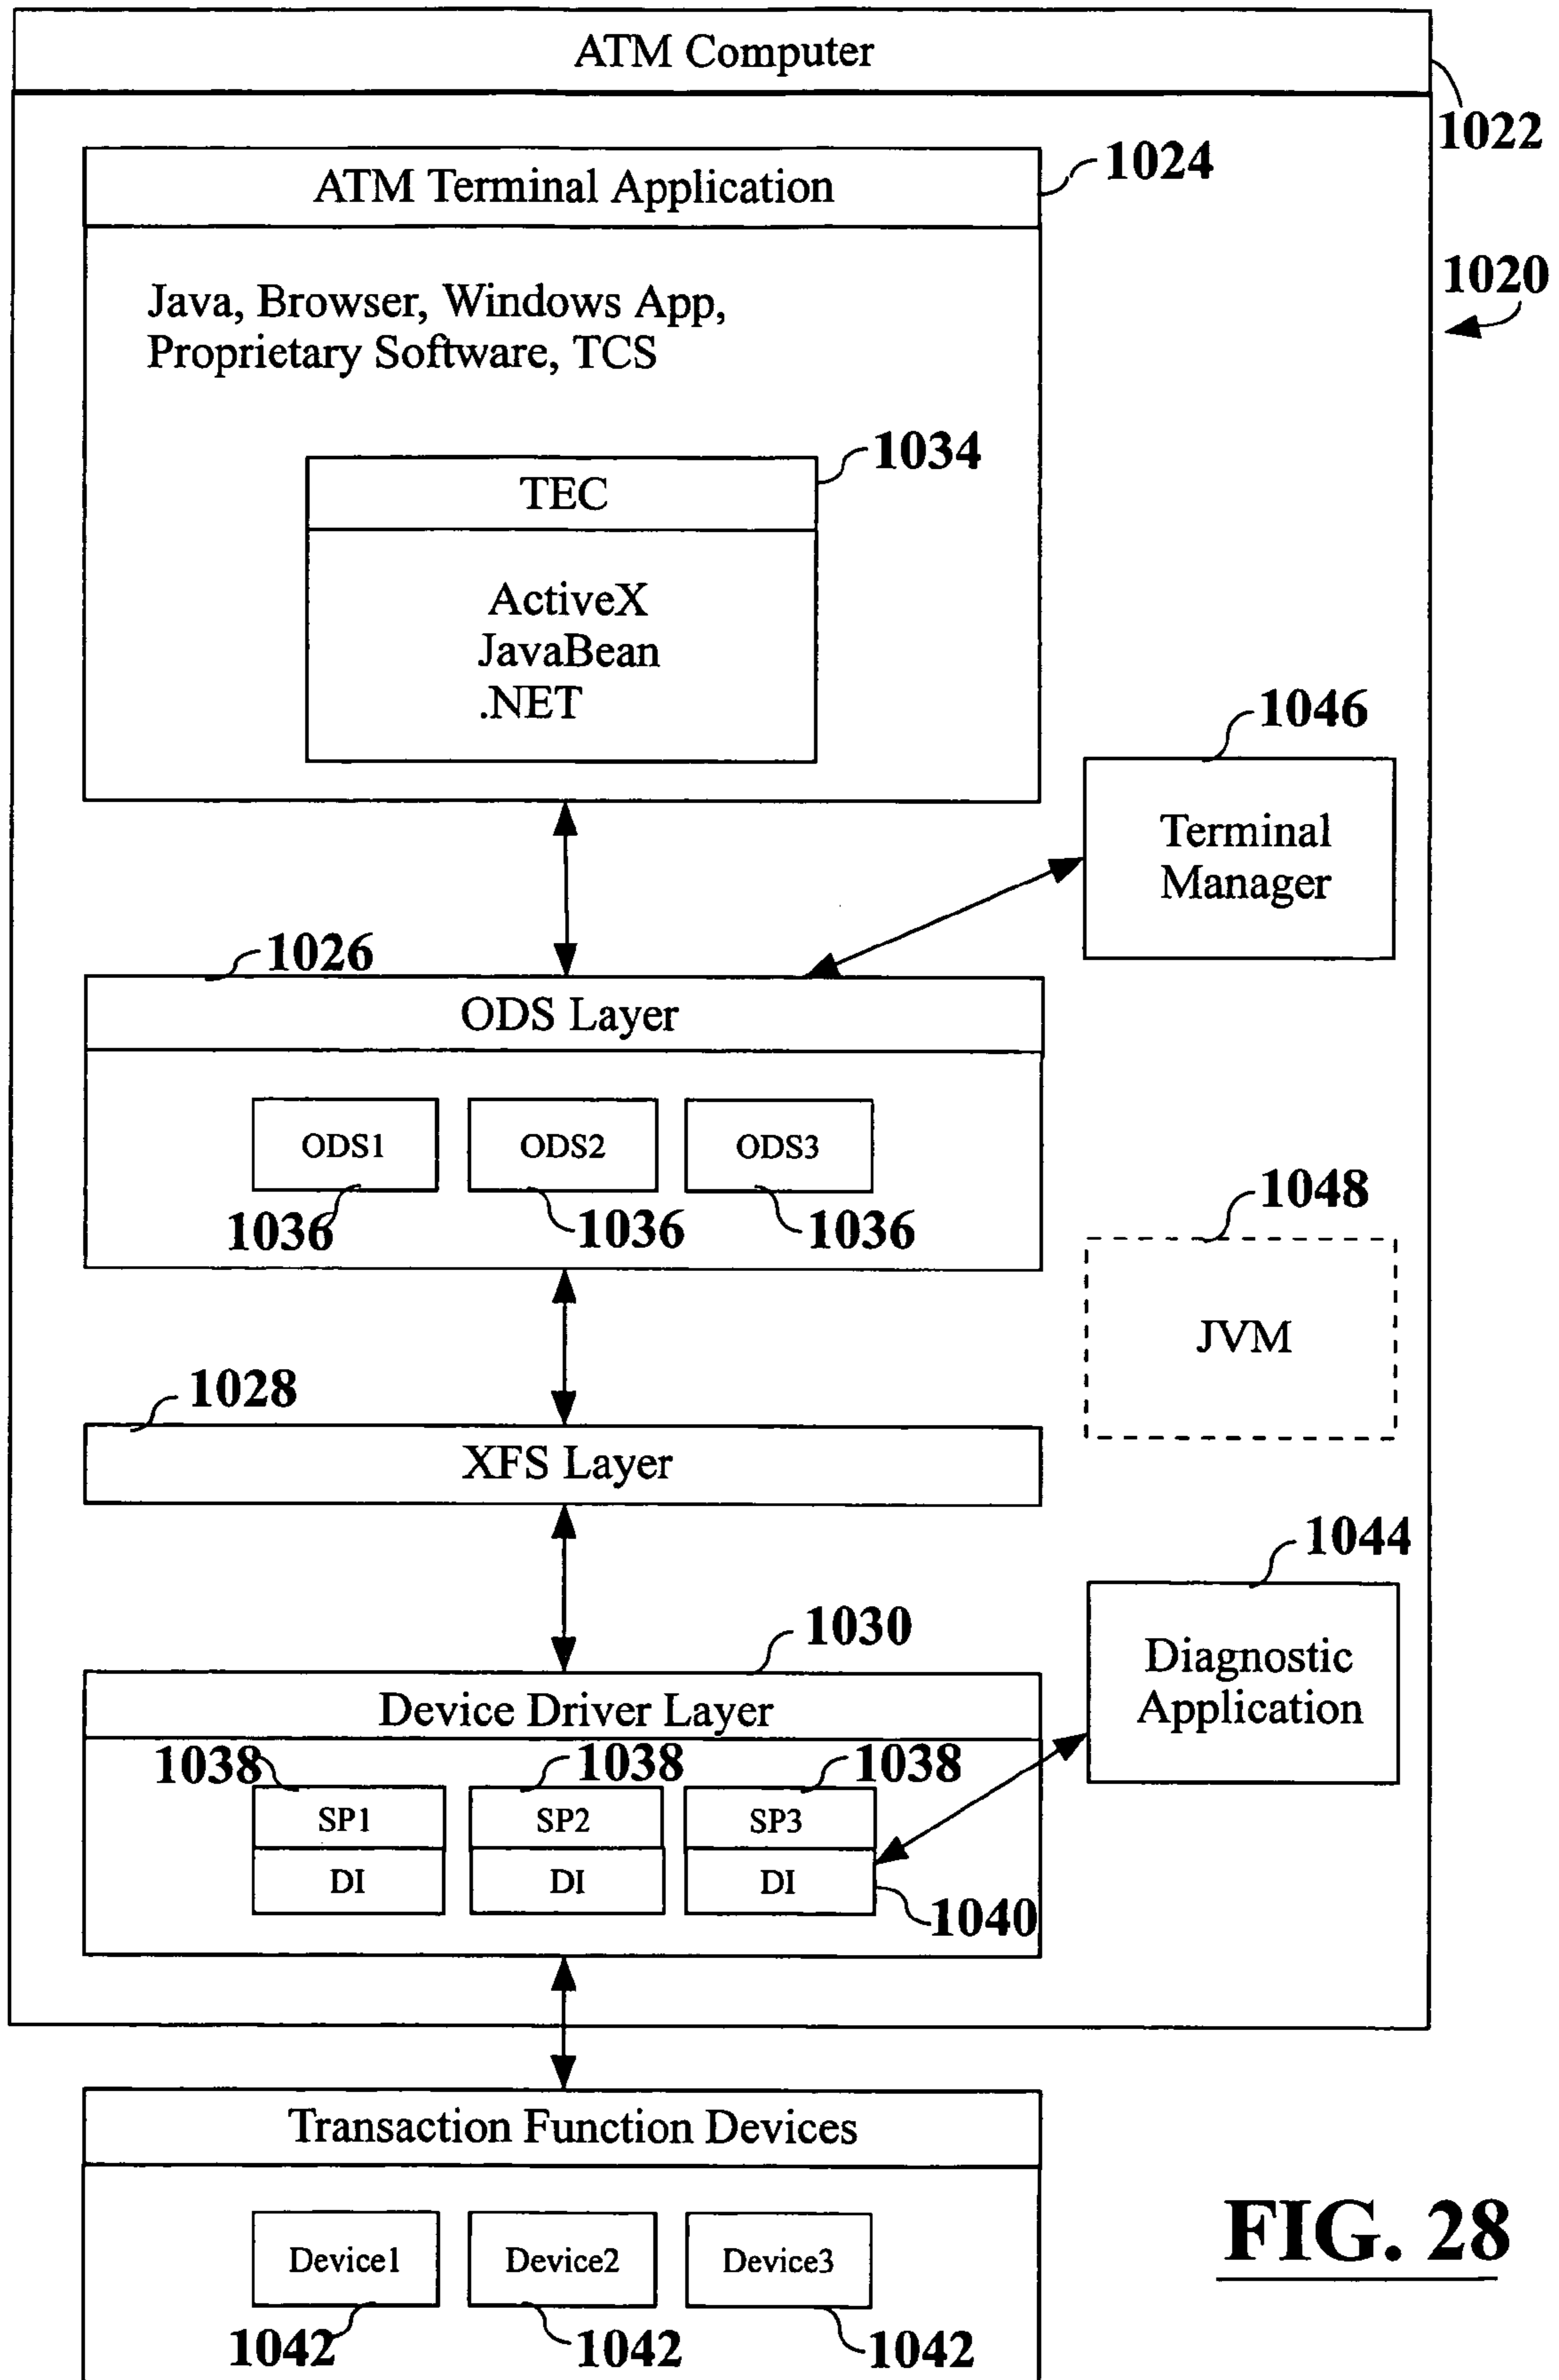 ATM Computer
1022
ATM Terminal Application
1024
1020
Java, Browser, Windows App,
Proprietary Software, TCS
1034
TEC
ActiveX
JavaBean
.NET
1046
Terminal
Manager
1026
ODS Layer
ODS1 ODS2 ODS3
1036 1036 1036
1048
JVM
1028
XFS Layer
1044
Diagnostic
Application
1030
Device Driver Layer
1038 1038 1038
SP1 SP2 SP3
DI DI DI
1040
Transaction Function Devices
Device1 Device2 Device3
1042 1042 1042
FIG. 28